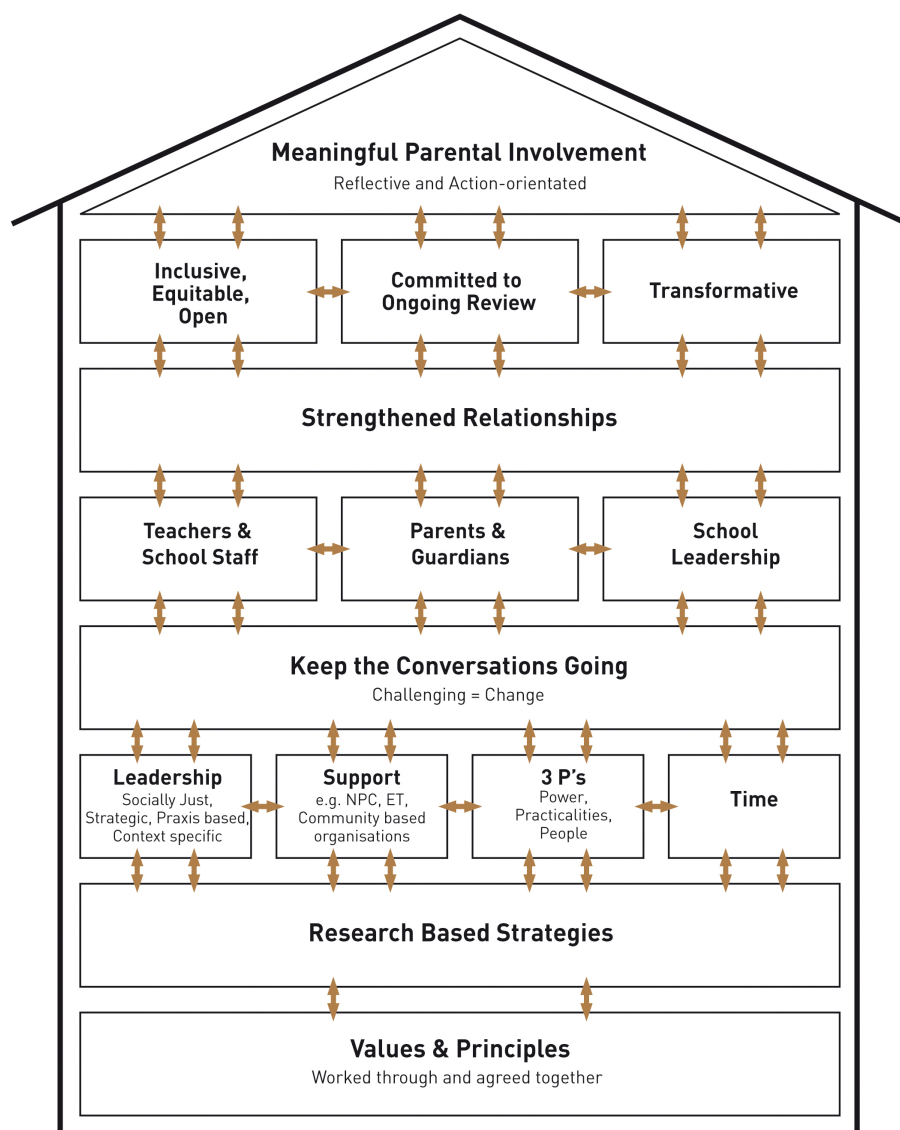 Meaningful Parental Involvement
Reflective and Action-orientated
Inclusive,
Equitable,
Open
Committed to
Ongoing Review
Transformative
Strengthened Relationships
Teachers &
School Staff
Parents &
Guardians
School
Leadership
Keep the Conversations Going
Challenging = Change
Leadership
Socially Just,
Strategic, Praxis based,
Context specific
Support
e.g. NPC, ET,
Community based
organisations
3 P's
Power,
Practicalities,
People
Time
Research Based Strategies
Values & Principles
Worked through and agreed together